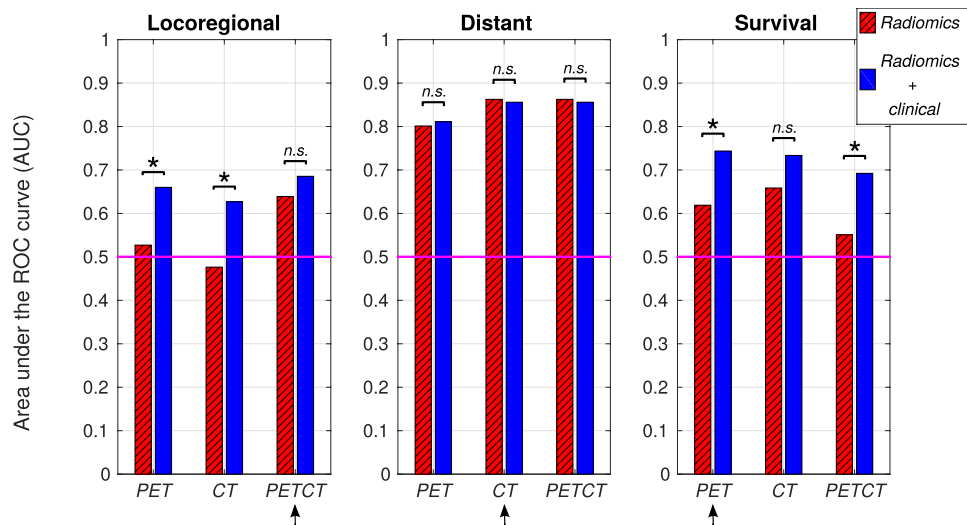 Locoregional
Distant
Survival
Radiomics
Radiomics
+
clinical
Area under the ROC curve (AUC)
1
0.9
0.8
0.7
0.6
0.5
0.4
0.3
0.2
0.1
0
*
*
n.s.
PET
CT
PETCT
1
0.9
0.8
0.7
0.6
0.5
0.4
0.3
0.2
0.1
0
n.s.
n.s.
n.s.
PET
CT
PETCT
1
0.9
0.8
0.7
0.6
0.5
0.4
0.3
0.2
0.1
0
*
n.s.
*
PET
CT
PETCT